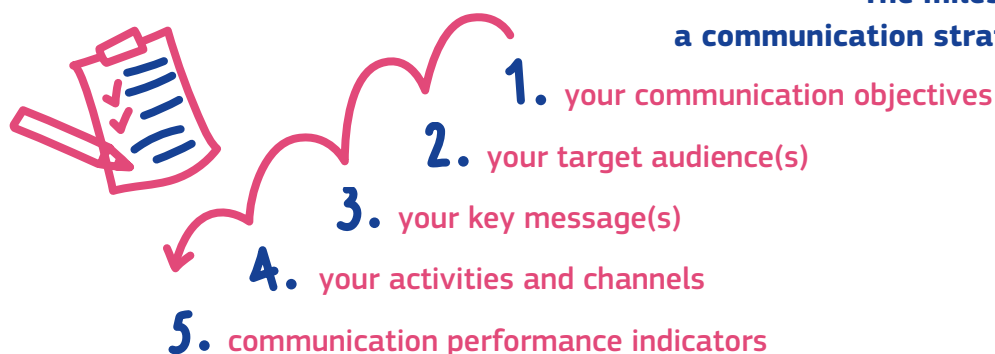 a communication
1. your communication objectives
2. your target audience(s)
3. your key message(s)
4. your activities and channels
5. communication performance indicators